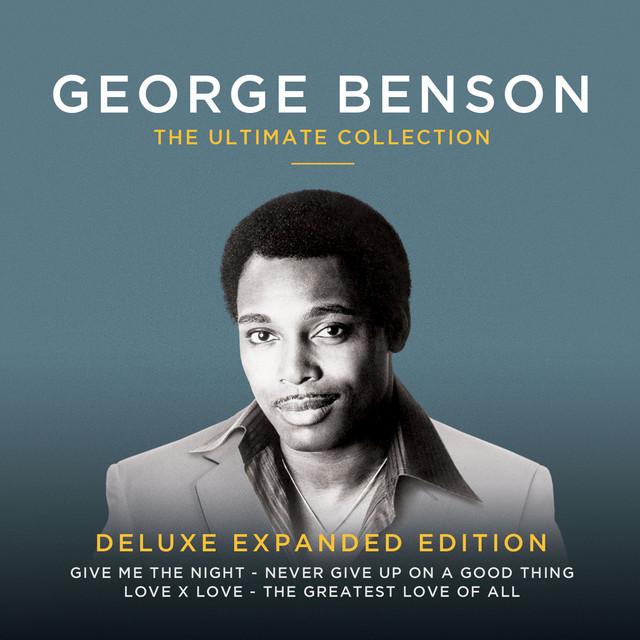 GEORGE BENSON
THE ULTIMATE COLLECTION
DELUXE EXPANDED EDITION
GIVE ME THE NIGHT - NEVER GIVE UP ON A GOOD THING
LOVE X LOVE - THE GREATEST LOVE OF ALL